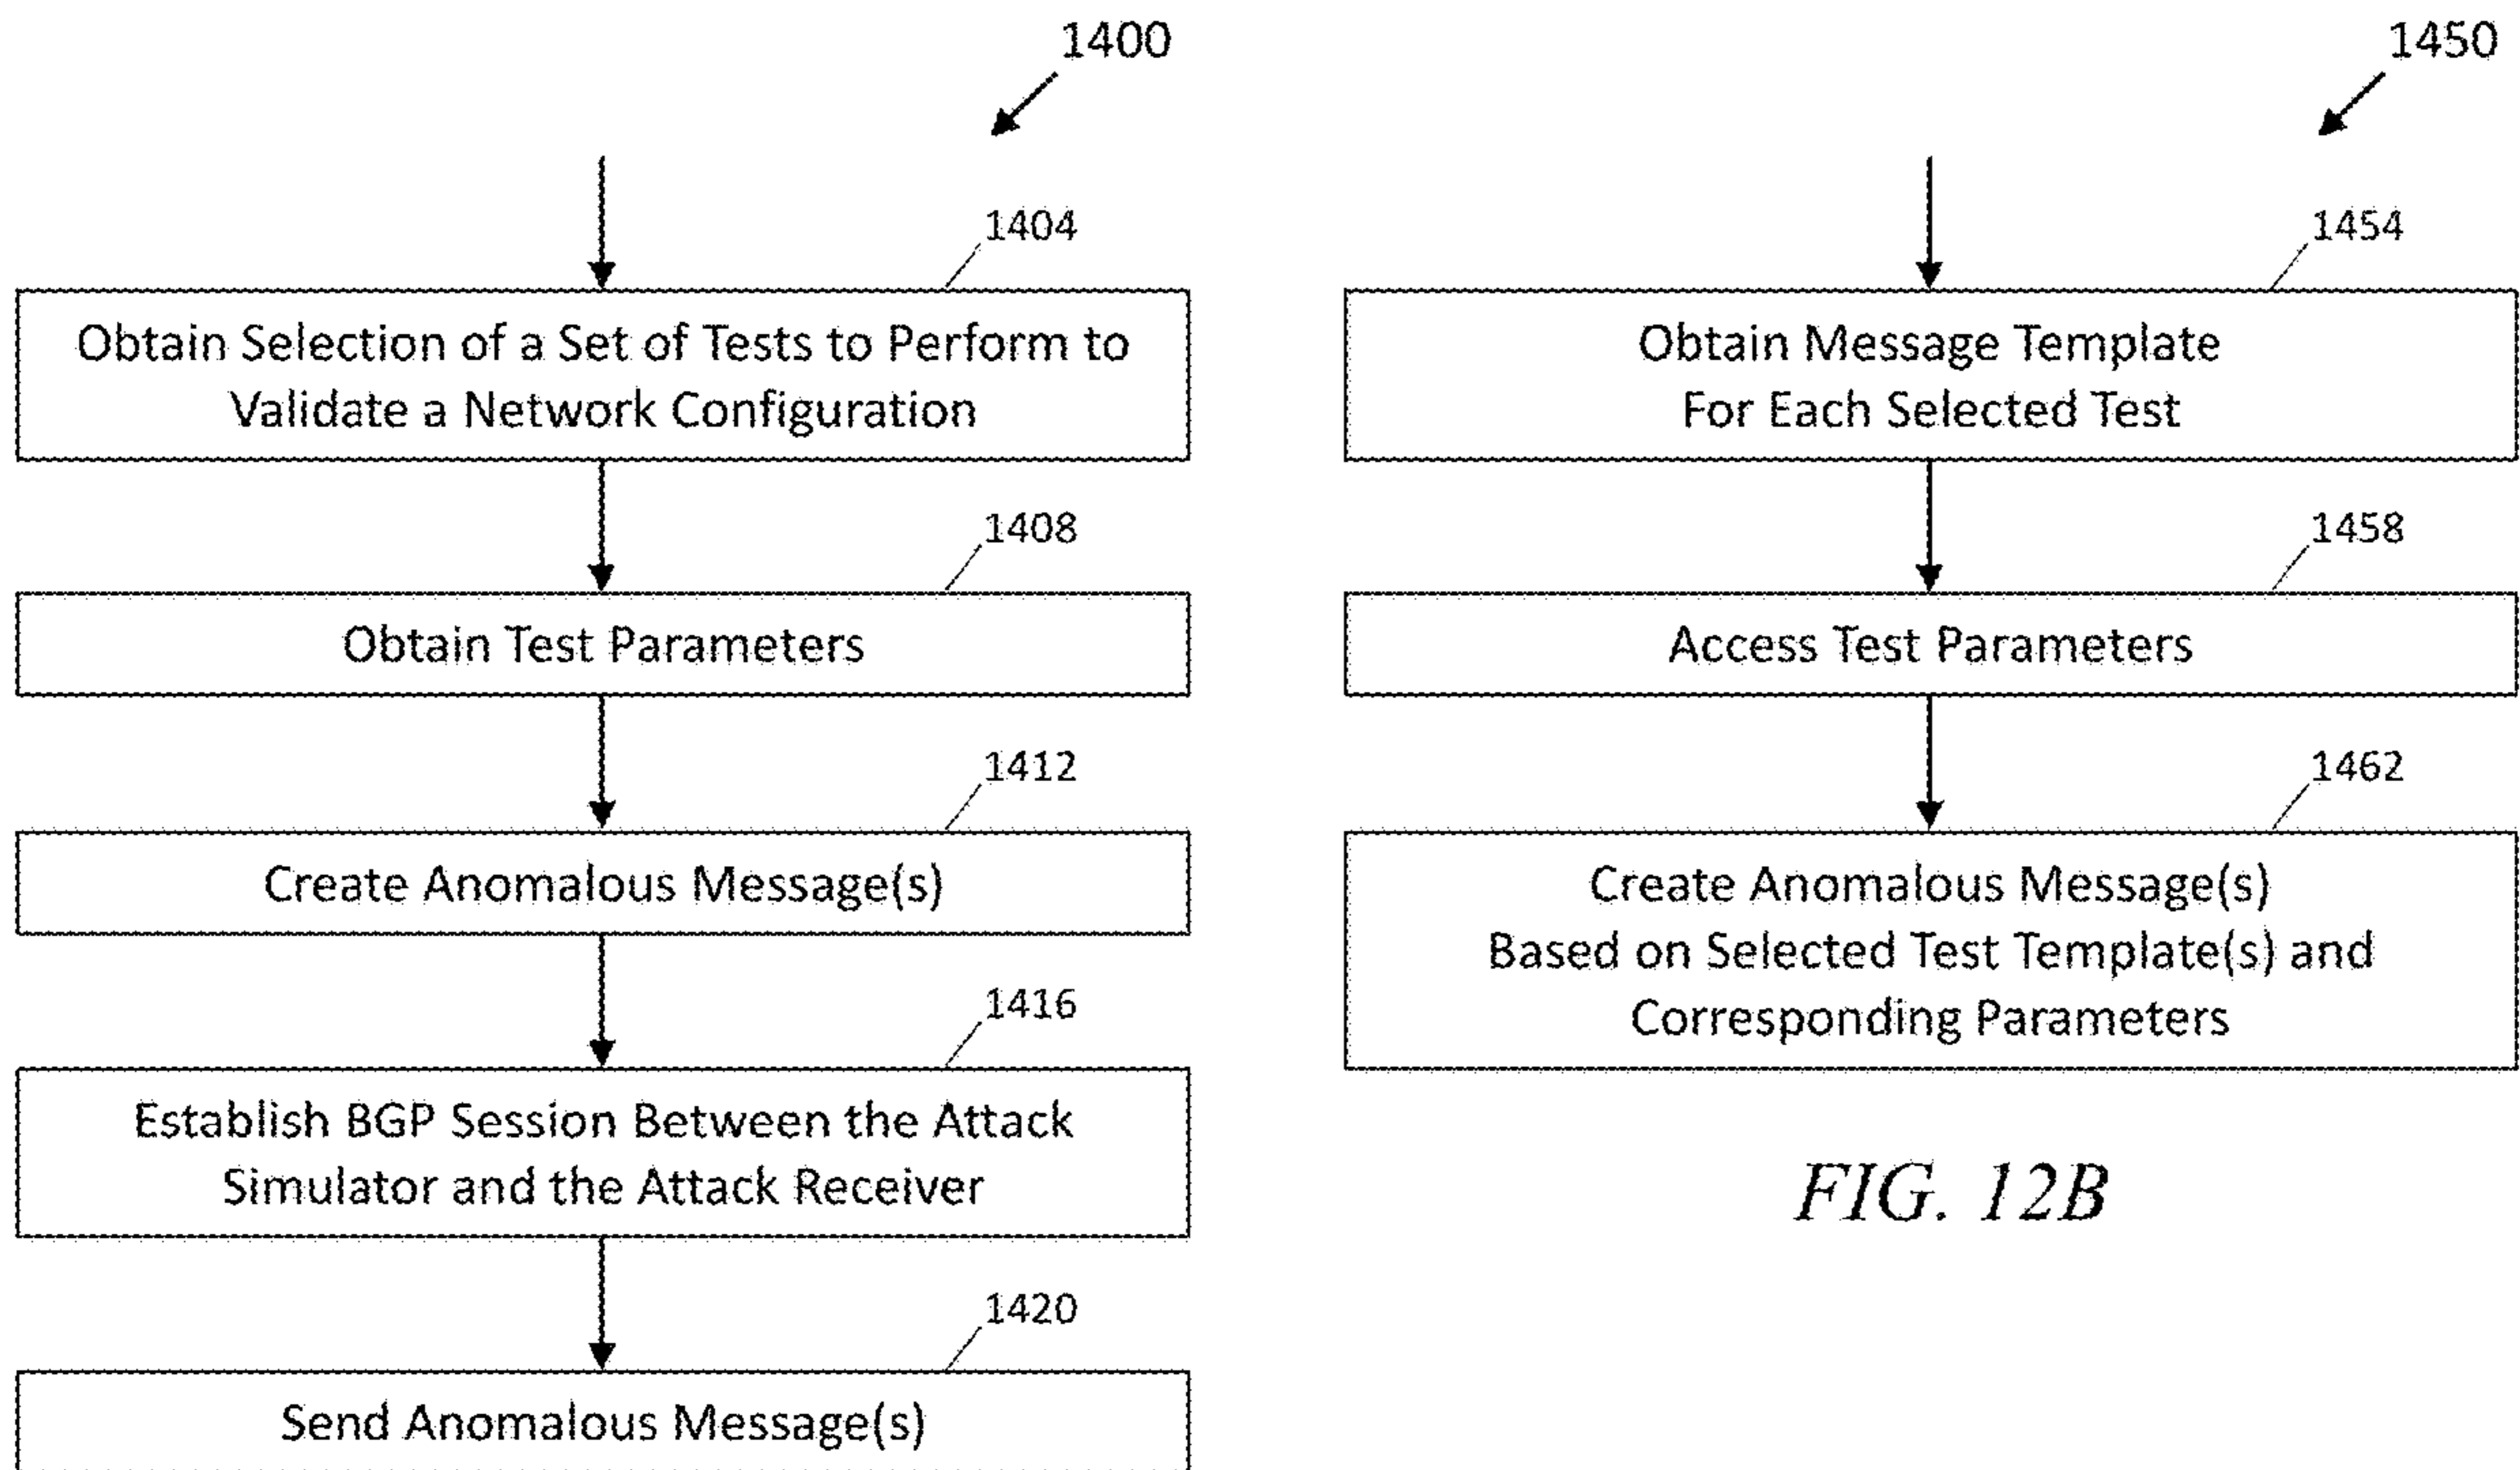 1400
1404
Obtain Selection of a Set of Tests to Perform to
Validate a Network Configuration
1408
Obtain Test Parameters
1412
Create Anomalous Message(s)
1416
Establish BGP Session Between the Attack
Simulator and the Attack Receiver
1420
Send Anomalous Message(s)
1450
1454
Obtain Message Template
For Each Selected Test
1458
Access Test Parameters
1462
Create Anomalous Message(s)
Based on Selected Test Template(s) and
Corresponding Parameters
FIG. 12B